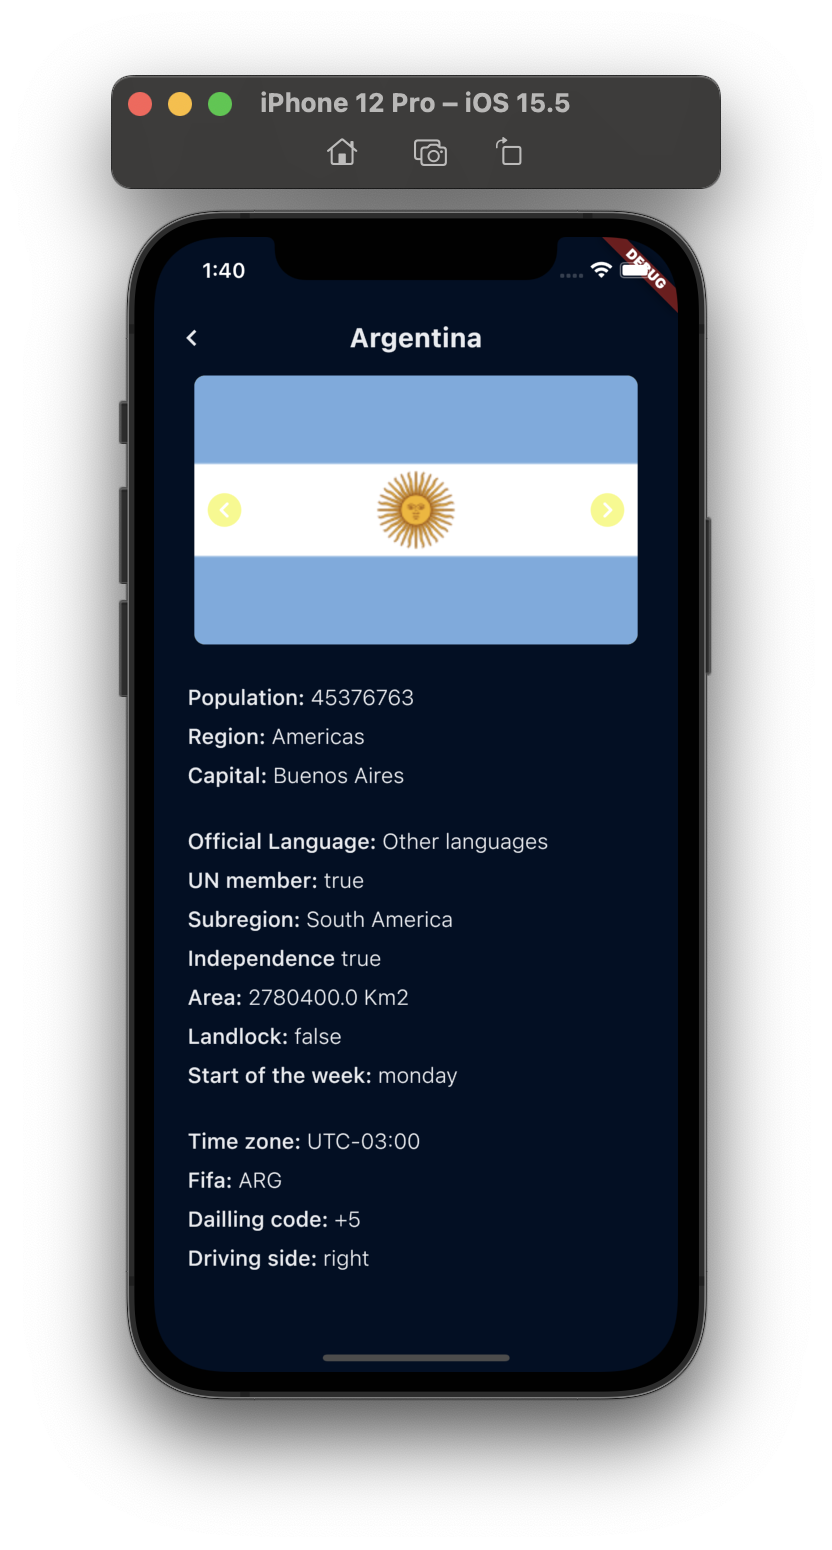 iPhone 12 Pro – iOS 15.5
1:40
DEBUG
Argentina
Population: 45376763
Region: Americas
Capital: Buenos Aires
Official Language: Other languages
UN member: true
Subregion: South America
Independence true
Area: 2780400.0 Km2
Landlock: false
Start of the week: monday
Time zone: UTC-03:00
Fifa: ARG
Dailling code: +5
Driving side: right